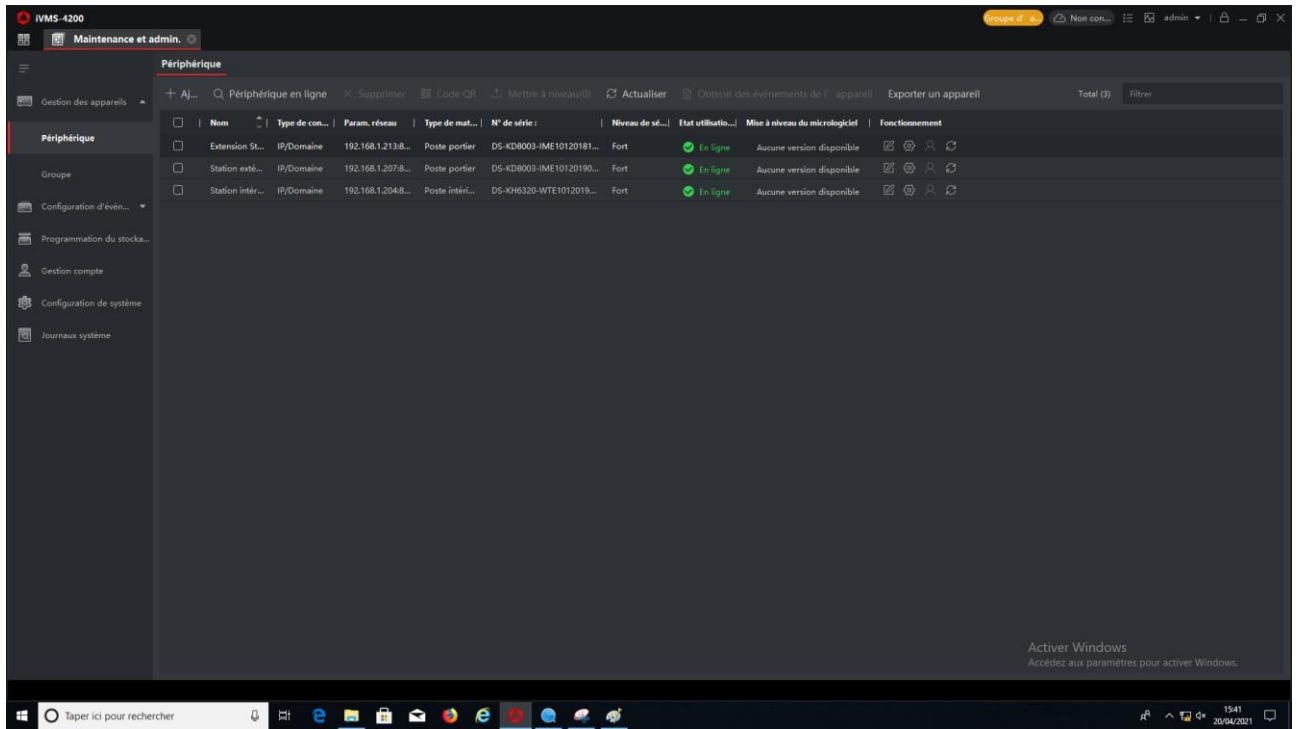 iVMS-4200
Groupe d' a...
Non con...
admin
Maintenance et admin.
Périphérique
Gestion des appareils
Périphérique
Groupe
Configuration d'évén...
Programmation du stocka...
Gestion compte
Configuration de système
Journaux système
+ Aj... Périphérique en ligne Supprimer Code QR Mettre à niveau(0) Actualiser Obtenir des événements de l' appareil Exporter un appareil Total (3) Filtrer
Nom Type de con... Param. réseau Type de mat... N° de série : Niveau de sé... Etat utilisatio... Mise à niveau du micrologiciel Fonctionnement
Extension St... IP/Domaine 192.168.1.213:8... Poste portier DS-KD8003-IME10120181... Fort En ligne Aucune version disponible
Station exté... IP/Domaine 192.168.1.207:8... Poste portier DS-KD8003-IME10120190... Fort En ligne Aucune version disponible
Station intér... IP/Domaine 192.168.1.204:8... Poste intéri... DS-KH6320-WTE1012019... Fort En ligne Aucune version disponible
Activer Windows
Accédez aux paramètres pour activer Windows.
Taper ici pour rechercher
15:41
20/04/2021